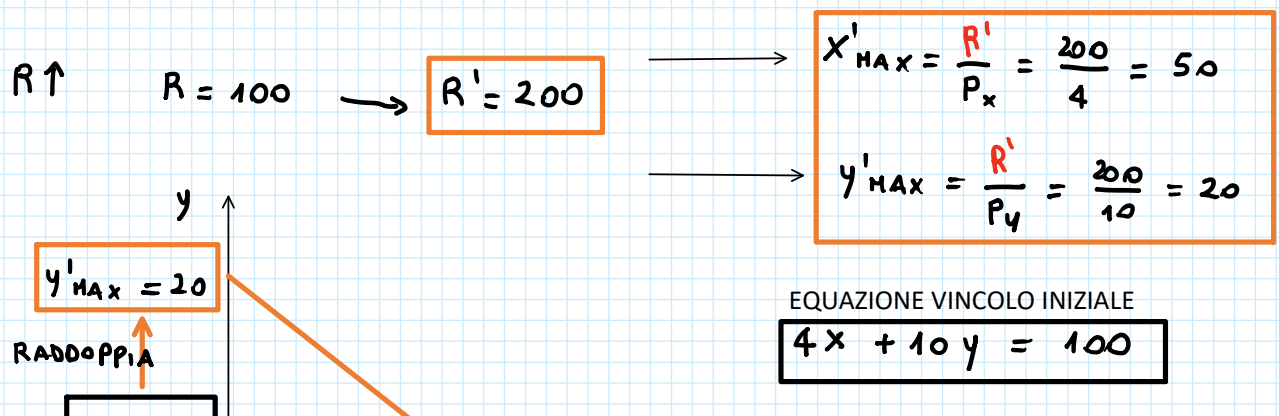 R↑ R = 100 → R' = 200
X'MAX = R'/Px = 200/4 = 50
y'MAX = R'/Py = 200/10 = 20
y
y'MAX = 20
RADDOPPIA
EQUAZIONE VINCOLO INIZIALE
4x + 10y = 100